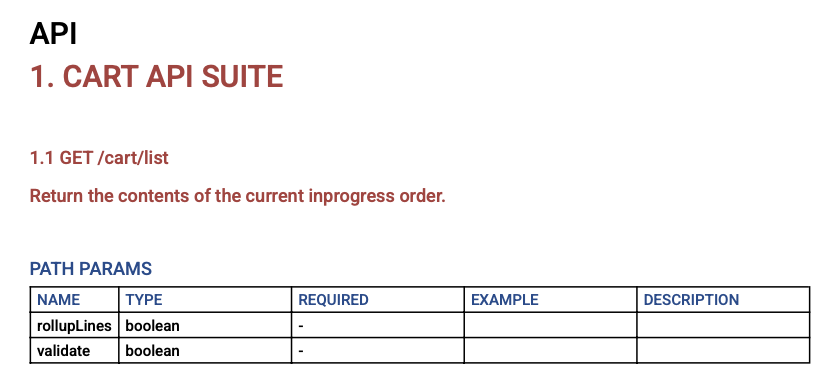 API
1. CART API SUITE
1.1 GET /cart/list
Return the contents of the current inprogress order.
PATH PARAMS
NAME TYPE REQUIRED EXAMPLE DESCRIPTION
rollupLines boolean -
validate boolean -